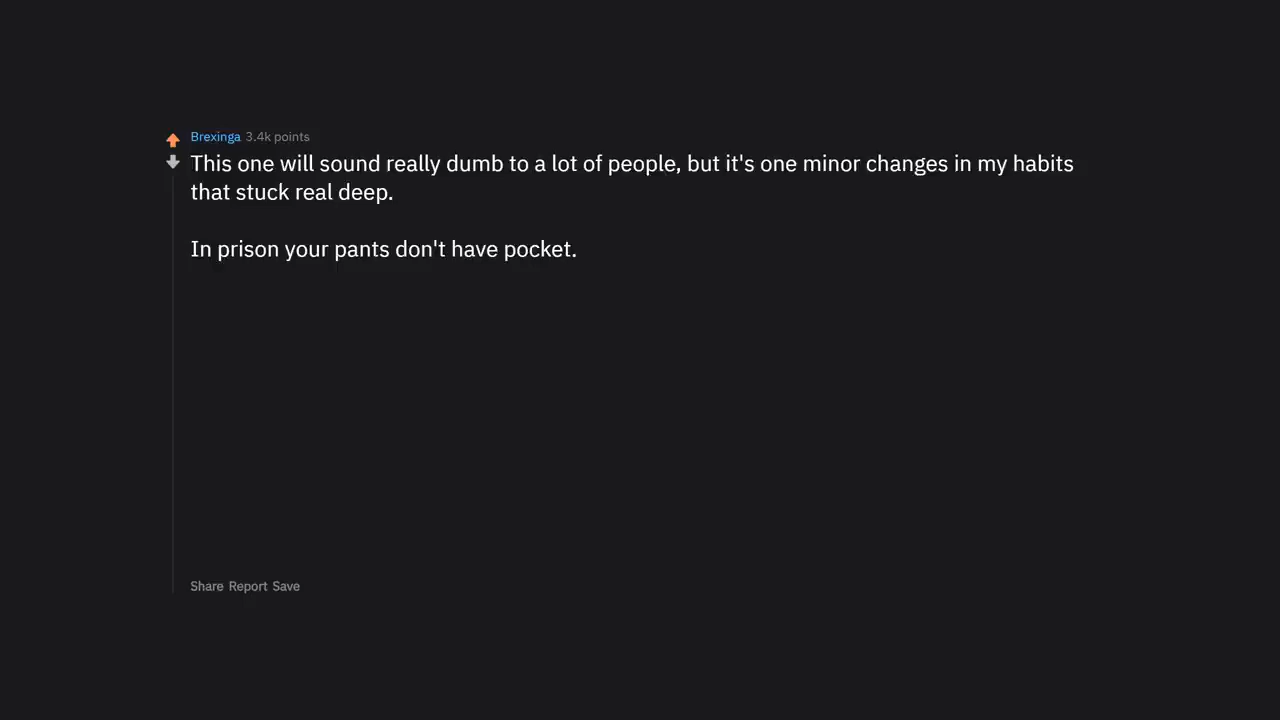 Brexinga 3.4k points
This one will sound really dumb to a lot of people, but it's one minor changes in my habits
that stuck real deep.
In prison your pants don't have pocket.
Share Report Save